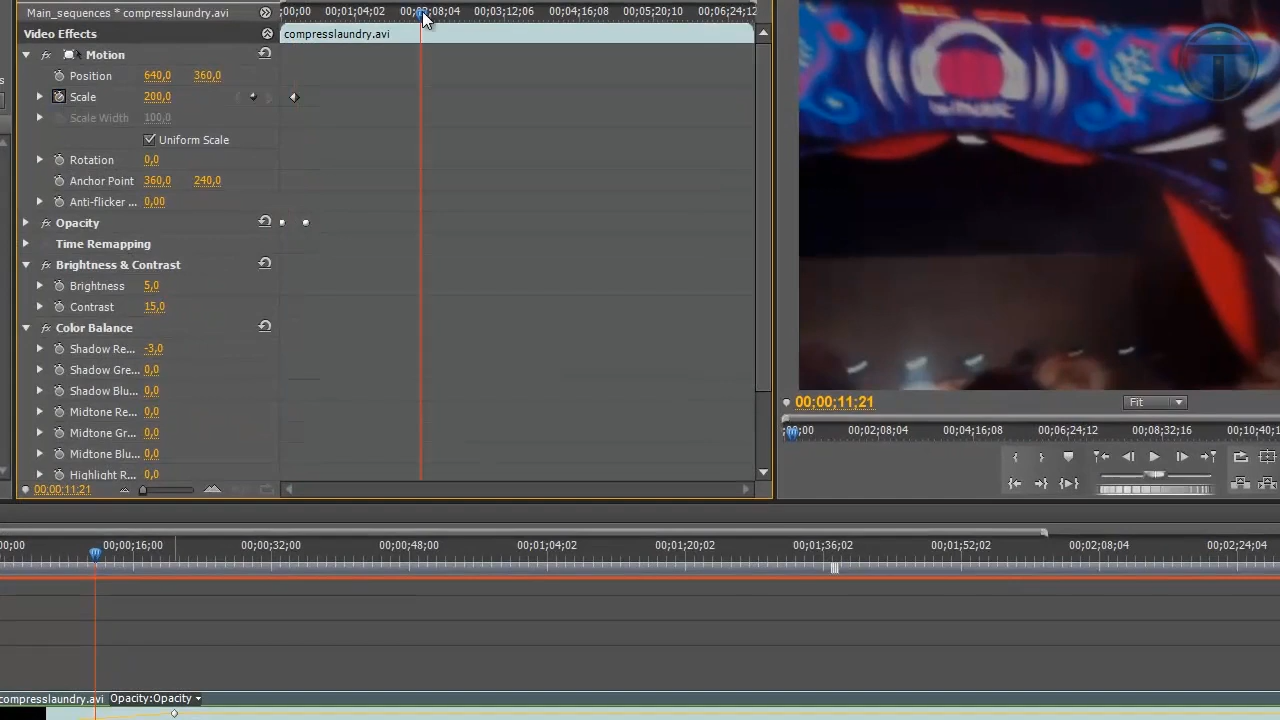 Main_sequences * compresslaundry.avi
;00;00 00;01;04;02 00;02;08;04 00;03;12;06 00;04;16;08 00;05;20;10 00;06;24;12
Video Effects
compresslaundry.avi
Motion
Position 640,0 360,0
Scale 200,0
Scale Width 100,0
Uniform Scale
Rotation 0,0
Anchor Point 360,0 240,0
Anti-flicker ... 0,00
Opacity
Time Remapping
Brightness & Contrast
Brightness 5,0
Contrast 15,0
Color Balance
Shadow Re... -3,0
Shadow Gre... 0,0
Shadow Blu... 0,0
Midtone Re... 0,0
Midtone Gr... 0,0
Midtone Blu... 0,0
Highlight R... 0,0
00;00;11;21
00;00;11;21 Fit
;00;00 00;02;08;04 00;04;16;08 00;06;24;12 00;08;32;16 00;10;40;1
00;00 00;00;16;00 00;00;32;00 00;00;48;00 00;01;04;02 00;01;20;02 00;01;36;02 00;01;52;02 00;02;08;04 00;02;24;04
compresslaundry.avi Opacity:Opacity